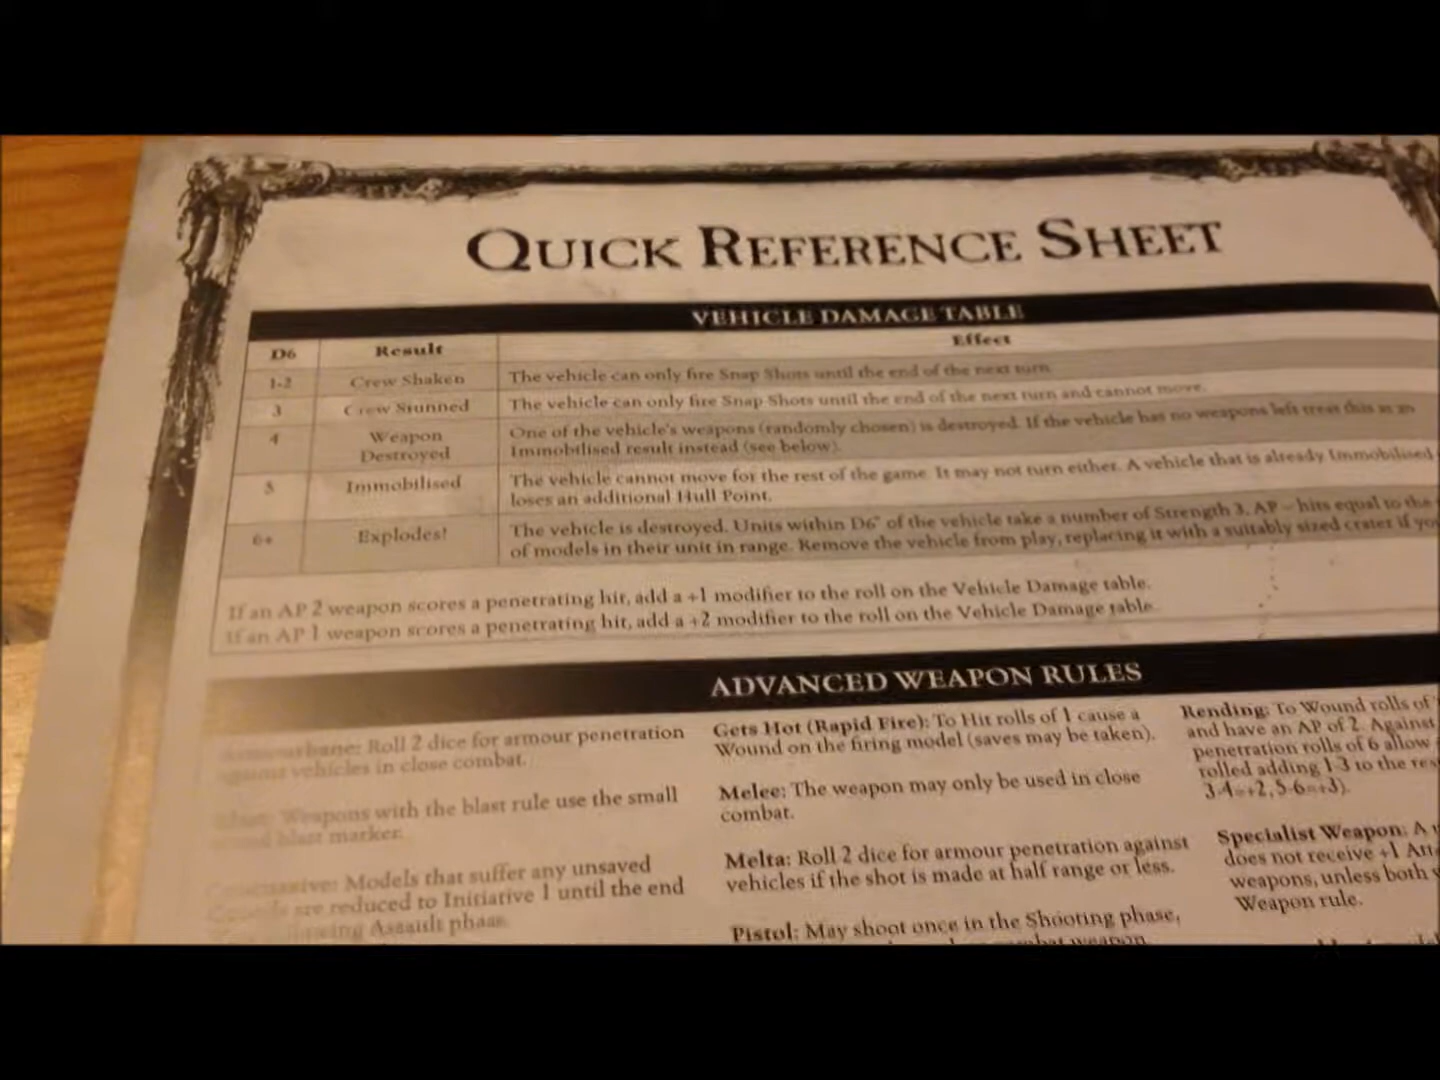 QUICK REFERENCE SHEET
VEHICLE DAMAGE TABLE
D6 Result Effect
1-2 Crew Shaken The vehicle can only fire Snap Shots until the end of the next turn.
3 Crew Stunned The vehicle can only fire Snap Shots until the end of the next turn and cannot move.
4 Weapon Destroyed One of the vehicle's weapons (randomly chosen) is destroyed. If the vehicle has no weapons left treat this as an
Immobilised result instead (see below).
5 Immobilised The vehicle cannot move for the rest of the game. It may not turn either. A vehicle that is already Immobilised
loses an additional Hull Point.
6+ Explodes! The vehicle is destroyed. Units within D6" of the vehicle take a number of Strength 3, AP – hits equal to the
of models in their unit in range. Remove the vehicle from play, replacing it with a suitably sized crater if you
If an AP 2 weapon scores a penetrating hit, add a +1 modifier to the roll on the Vehicle Damage table.
If an AP 1 weapon scores a penetrating hit, add a +2 modifier to the roll on the Vehicle Damage table.
ADVANCED WEAPON RULES
Armourbane: Roll 2 dice for armour penetration
against vehicles in close combat.
Blast: Weapons with the blast rule use the small
round blast marker.
Concussive: Models that suffer any unsaved
Wounds are reduced to Initiative 1 until the end
Assault phase.
Gets Hot (Rapid Fire): To Hit rolls of 1 cause a
Wound on the firing model (saves may be taken).
Melee: The weapon may only be used in close
combat.
Melta: Roll 2 dice for armour penetration against
vehicles if the shot is made at half range or less.
Pistol: May shoot once in the Shooting phase,
combat weapon.
Rending: To Wound rolls of
and have an AP of 2. Against
penetration rolls of 6 allow
rolled adding 1-3 to the
3-4=+2, 5-6=+3).
Specialist Weapon: A
does not receive +1
weapons, unless both
Weapon rule.